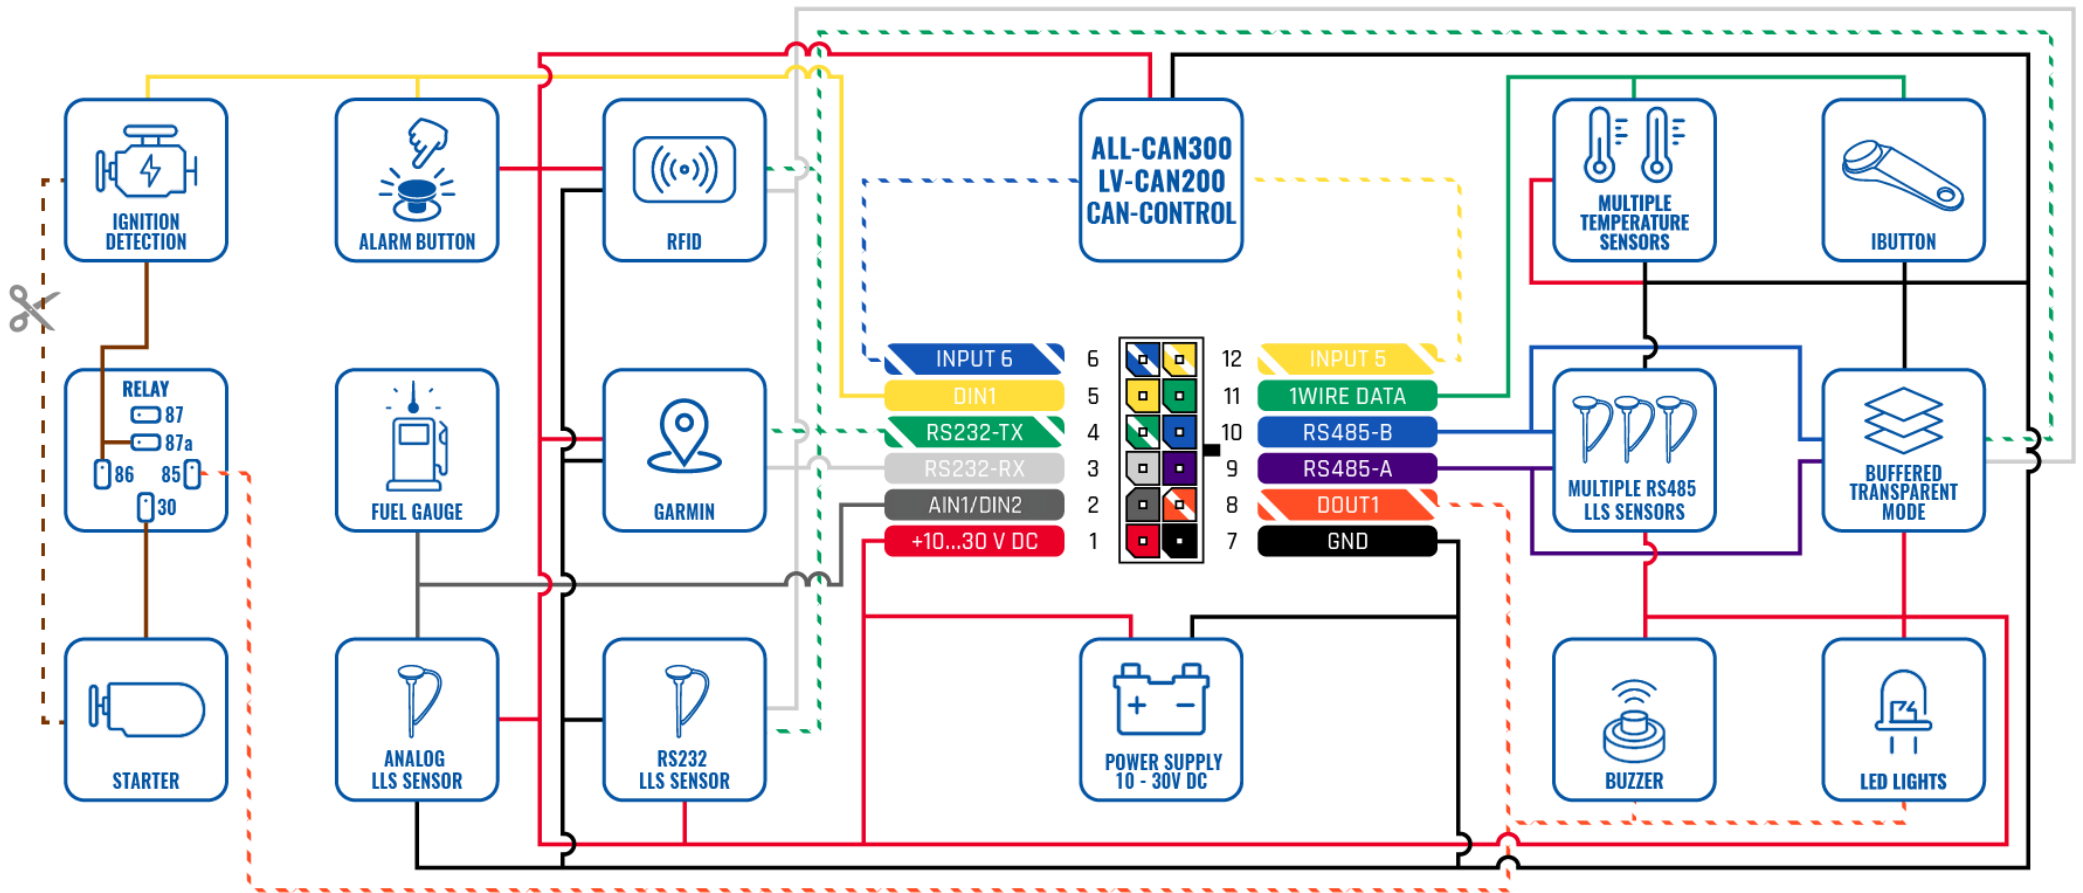 IGNITION
DETECTION
ALARM BUTTON
RFID
ALL-CAN300
LV-CAN200
CAN-CONTROL
MULTIPLE
TEMPERATURE
SENSORS
IBUTTON
RELAY
87
87a
86
85
30
FUEL GAUGE
GARMIN
INPUT 6
6
12
INPUT 5
DIN1
5
11
1WIRE DATA
RS232-TX
4
10
RS485-B
RS232-RX
3
9
RS485-A
AIN1/DIN2
2
8
DOUT1
+10...30 V DC
1
7
GND
MULTIPLE RS485
LLS SENSORS
BUFFERED
TRANSPARENT
MODE
STARTER
ANALOG
LLS SENSOR
RS232
LLS SENSOR
+ −
POWER SUPPLY
10 - 30V DC
BUZZER
LED LIGHTS